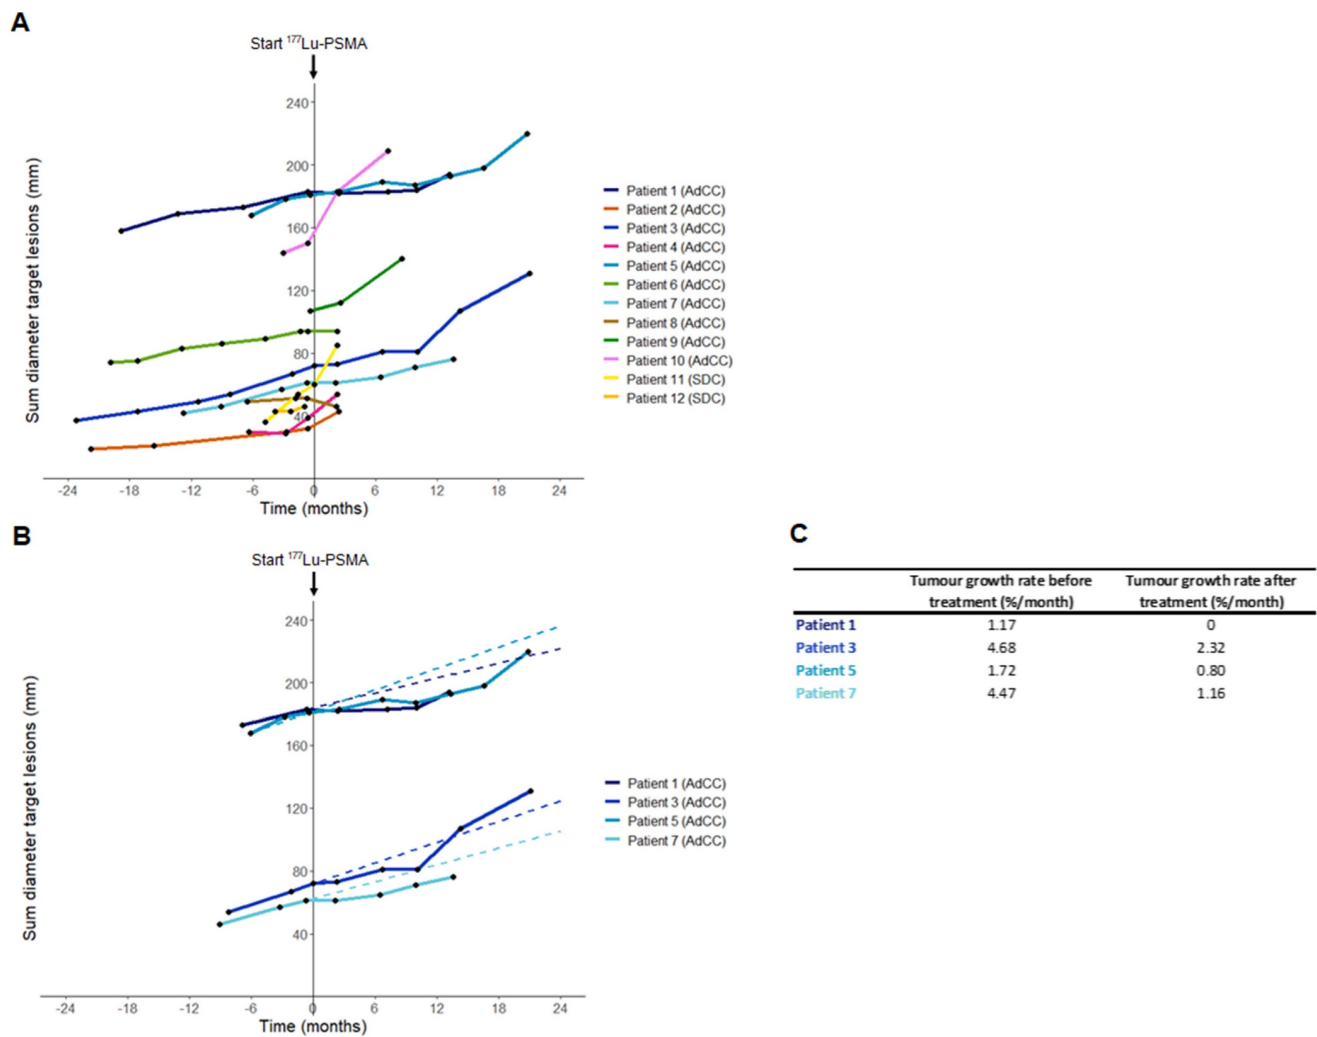 A
Start ¹⁷⁷Lu-PSMA
Sum diameter target lesions (mm)
240
200
160
120
80
40
-24 -18 -12 -6 0 6 12 18 24
Time (months)
Patient 1 (AdCC)
Patient 2 (AdCC)
Patient 3 (AdCC)
Patient 4 (AdCC)
Patient 5 (AdCC)
Patient 6 (AdCC)
Patient 7 (AdCC)
Patient 8 (AdCC)
Patient 9 (AdCC)
Patient 10 (AdCC)
Patient 11 (SDC)
Patient 12 (SDC)
B
Start ¹⁷⁷Lu-PSMA
Sum diameter target lesions (mm)
240
200
160
120
80
40
-24 -18 -12 -6 0 6 12 18 24
Time (months)
Patient 1 (AdCC)
Patient 3 (AdCC)
Patient 5 (AdCC)
Patient 7 (AdCC)
C
Tumour growth rate before treatment (%/month) Tumour growth rate after treatment (%/month)
Patient 1 1.17 0
Patient 3 4.68 2.32
Patient 5 1.72 0.80
Patient 7 4.47 1.16